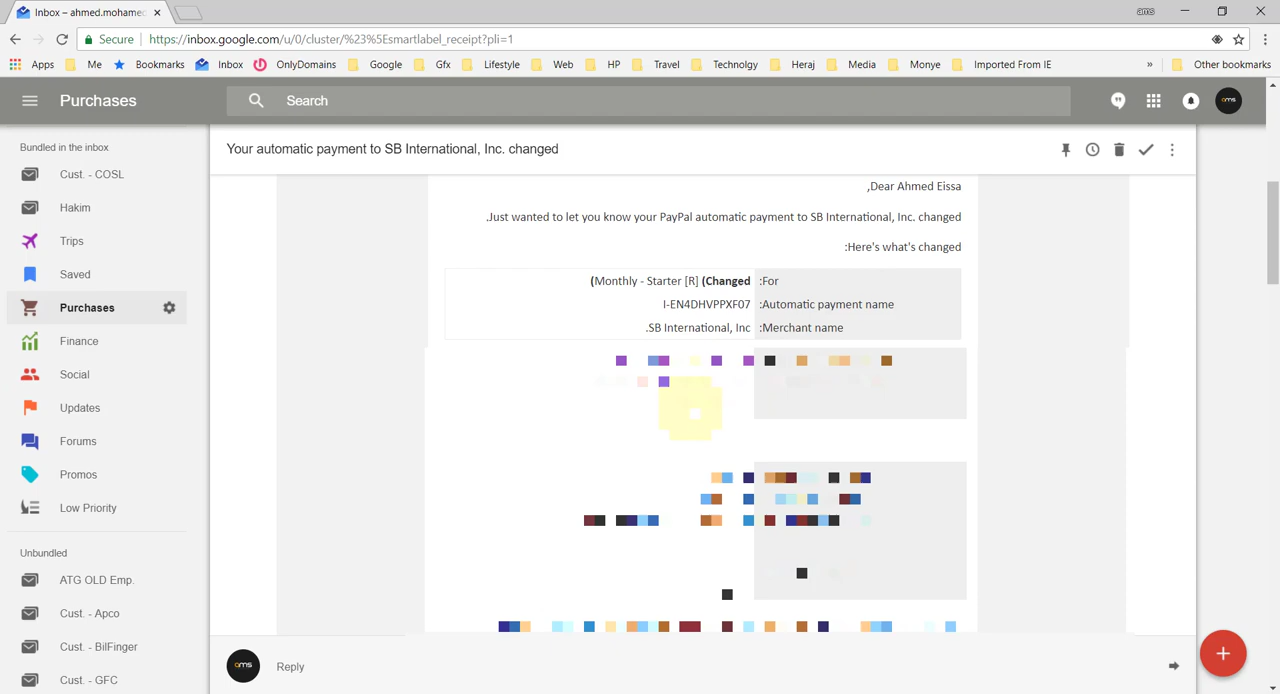 Inbox – ahmed.mohamed
ams
Secure | https://inbox.google.com/u/0/cluster/%23%5Esmartlabel_receipt?pli=1
Apps Me Bookmarks Inbox OnlyDomains Google Gfx Lifestyle Web HP Travel Technolgy Heraj Media Monye Imported From IE » Other bookmarks
Purchases
Search
ams
Bundled in the inbox
Cust. - COSL
Hakim
Trips
Saved
Purchases
Finance
Social
Updates
Forums
Promos
Low Priority
Unbundled
ATG OLD Emp.
Cust. - Apco
Cust. - BilFinger
Cust. - GFC
Your automatic payment to SB International, Inc. changed
,Dear Ahmed Eissa
.Just wanted to let you know your PayPal automatic payment to SB International, Inc. changed
:Here's what's changed
(Monthly - Starter [R] (Changed :For
I-EN4DHVPPXF07 :Automatic payment name
.SB International, Inc :Merchant name
ams
Reply